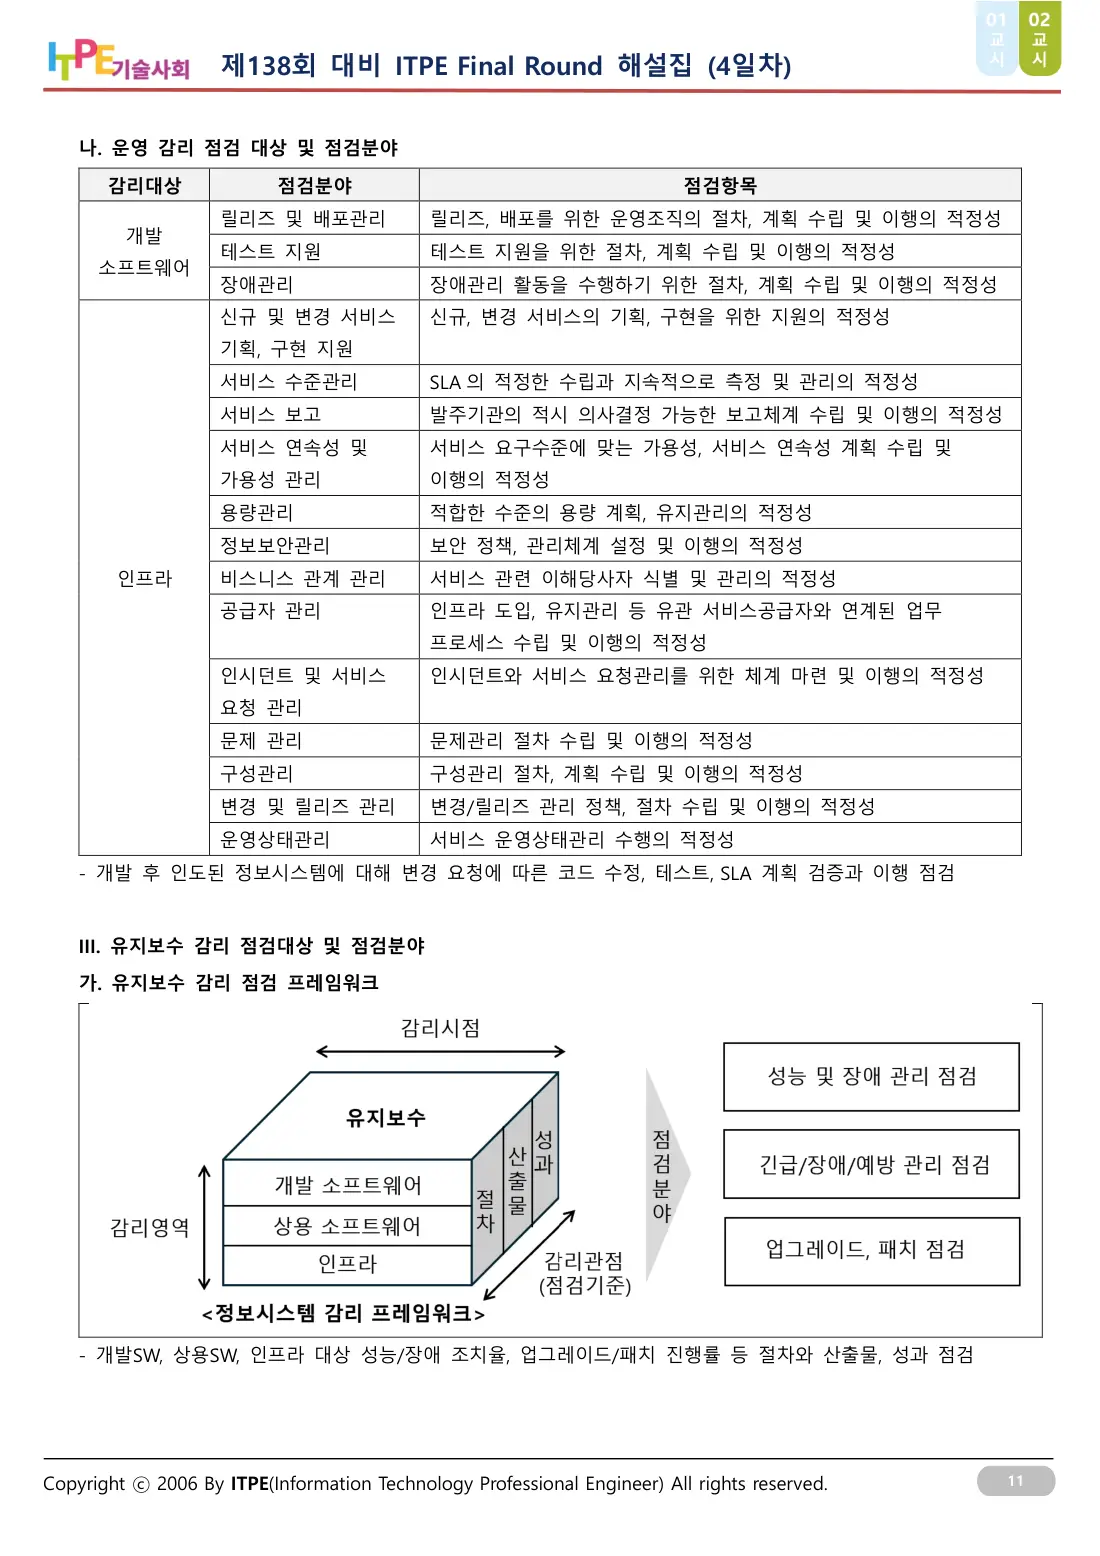 ITPE기술사회 제138회 대비 ITPE Final Round 해설집 (4일차)
01 교시
02 교시
나. 운영 감리 점검 대상 및 점검분야
감리대상 점검분야 점검항목
개발 소프트웨어
릴리즈 및 배포관리 릴리즈, 배포를 위한 운영조직의 절차, 계획 수립 및 이행의 적정성
테스트 지원 테스트 지원을 위한 절차, 계획 수립 및 이행의 적정성
장애관리 장애관리 활동을 수행하기 위한 절차, 계획 수립 및 이행의 적정성
인프라
신규 및 변경 서비스 신규, 변경 서비스의 기획, 구현을 위한 지원의 적정성
기획, 구현 지원
서비스 수준관리 SLA의 적정한 수립과 지속적으로 측정 및 관리의 적정성
서비스 보고 발주기관의 적시 의사결정 가능한 보고체계 수립 및 이행의 적정성
서비스 연속성 및 서비스 요구수준에 맞는 가용성, 서비스 연속성 계획 수립 및
가용성 관리 이행의 적정성
용량관리 적합한 수준의 용량 계획, 유지관리의 적정성
정보보안관리 보안 정책, 관리체계 설정 및 이행의 적정성
비스니스 관계 관리 서비스 관련 이해당사자 식별 및 관리의 적정성
공급자 관리 인프라 도입, 유지관리 등 유관 서비스공급자와 연계된 업무
프로세스 수립 및 이행의 적정성
인시던트 및 서비스 인시던트와 서비스 요청관리를 위한 체계 마련 및 이행의 적정성
요청 관리
문제 관리 문제관리 절차 수립 및 이행의 적정성
구성관리 구성관리 절차, 계획 수립 및 이행의 적정성
변경 및 릴리즈 관리 변경/릴리즈 관리 정책, 절차 수립 및 이행의 적정성
운영상태관리 서비스 운영상태관리 수행의 적정성
- 개발 후 인도된 정보시스템에 대해 변경 요청에 따른 코드 수정, 테스트, SLA 계획 검증과 이행 점검
III. 유지보수 감리 점검대상 및 점검분야
가. 유지보수 감리 점검 프레임워크
감리시점
유지보수
감리영역
개발 소프트웨어
상용 소프트웨어
인프라
절차
산출물
성과
감리관점
(점검기준)
<정보시스템 감리 프레임워크>
점검분야
성능 및 장애 관리 점검
긴급/장애/예방 관리 점검
업그레이드, 패치 점검
- 개발SW, 상용SW, 인프라 대상 성능/장애 조치율, 업그레이드/패치 진행률 등 절차와 산출물, 성과 점검
Copyright ⓒ 2006 By ITPE(Information Technology Professional Engineer) All rights reserved.
11